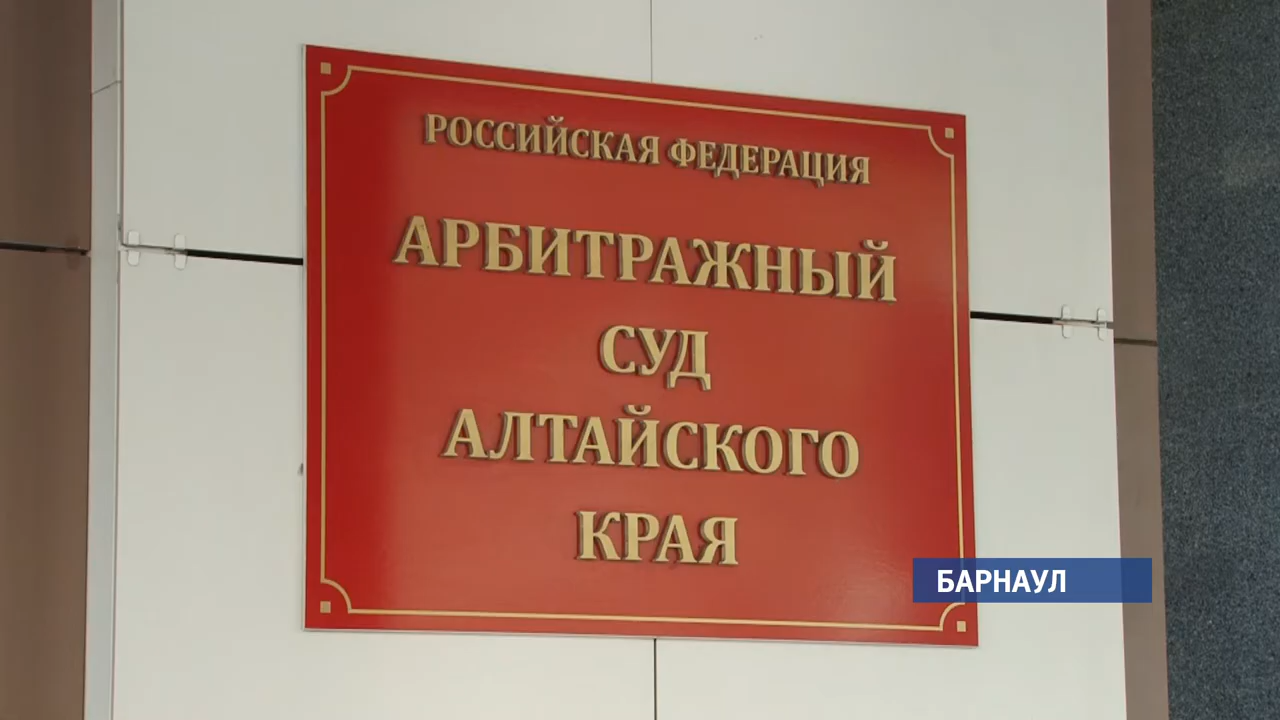 РОССИЙСКАЯ ФЕДЕРАЦИЯ
АРБИТРАЖНЫЙ
СУД
АЛТАЙСКОГО
КРАЯ
БАРНАУЛ